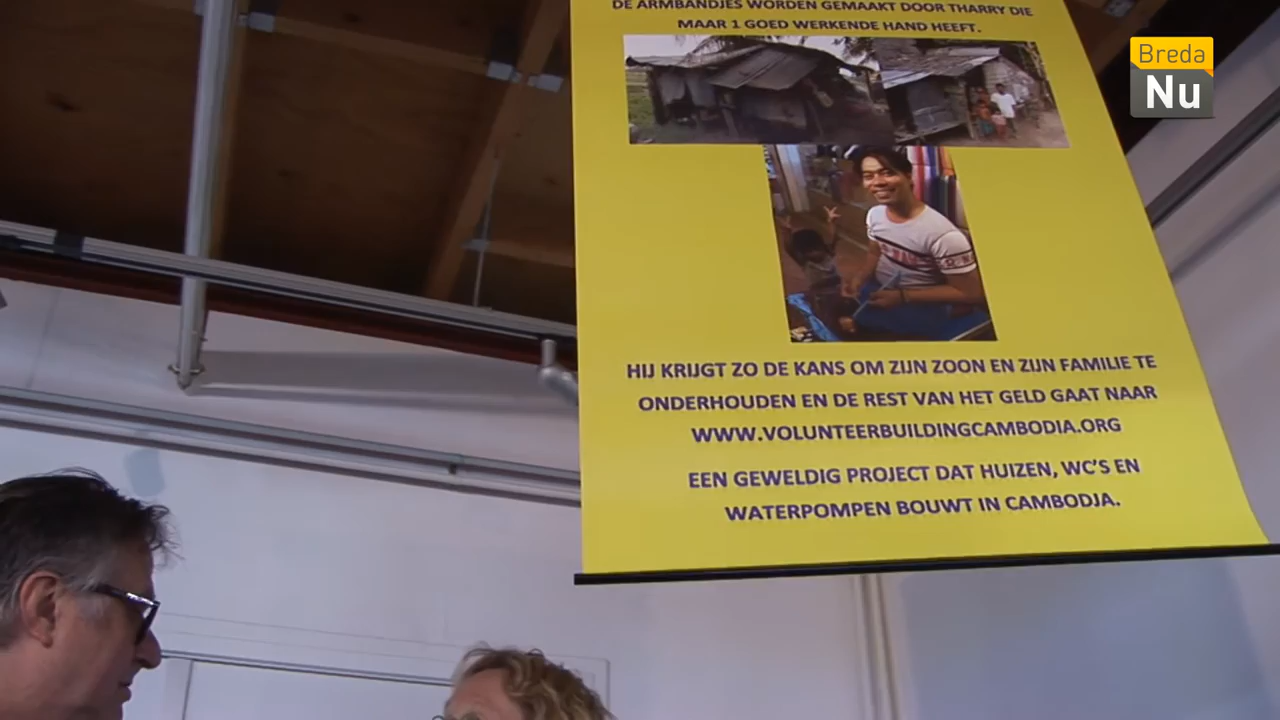 DE ARMBANDJES WORDEN GEMAAKT DOOR THARRY DIE
MAAR 1 GOED WERKENDE HAND HEEFT.
Breda
Nu
HIJ KRIJGT ZO DE KANS OM ZIJN ZOON EN ZIJN FAMILIE TE
ONDERHOUDEN EN DE REST VAN HET GELD GAAT NAAR
WWW.VOLUNTEERBUILDINGCAMBODIA.ORG
EEN GEWELDIG PROJECT DAT HUIZEN, WC'S EN
WATERPOMPEN BOUWT IN CAMBODJA.